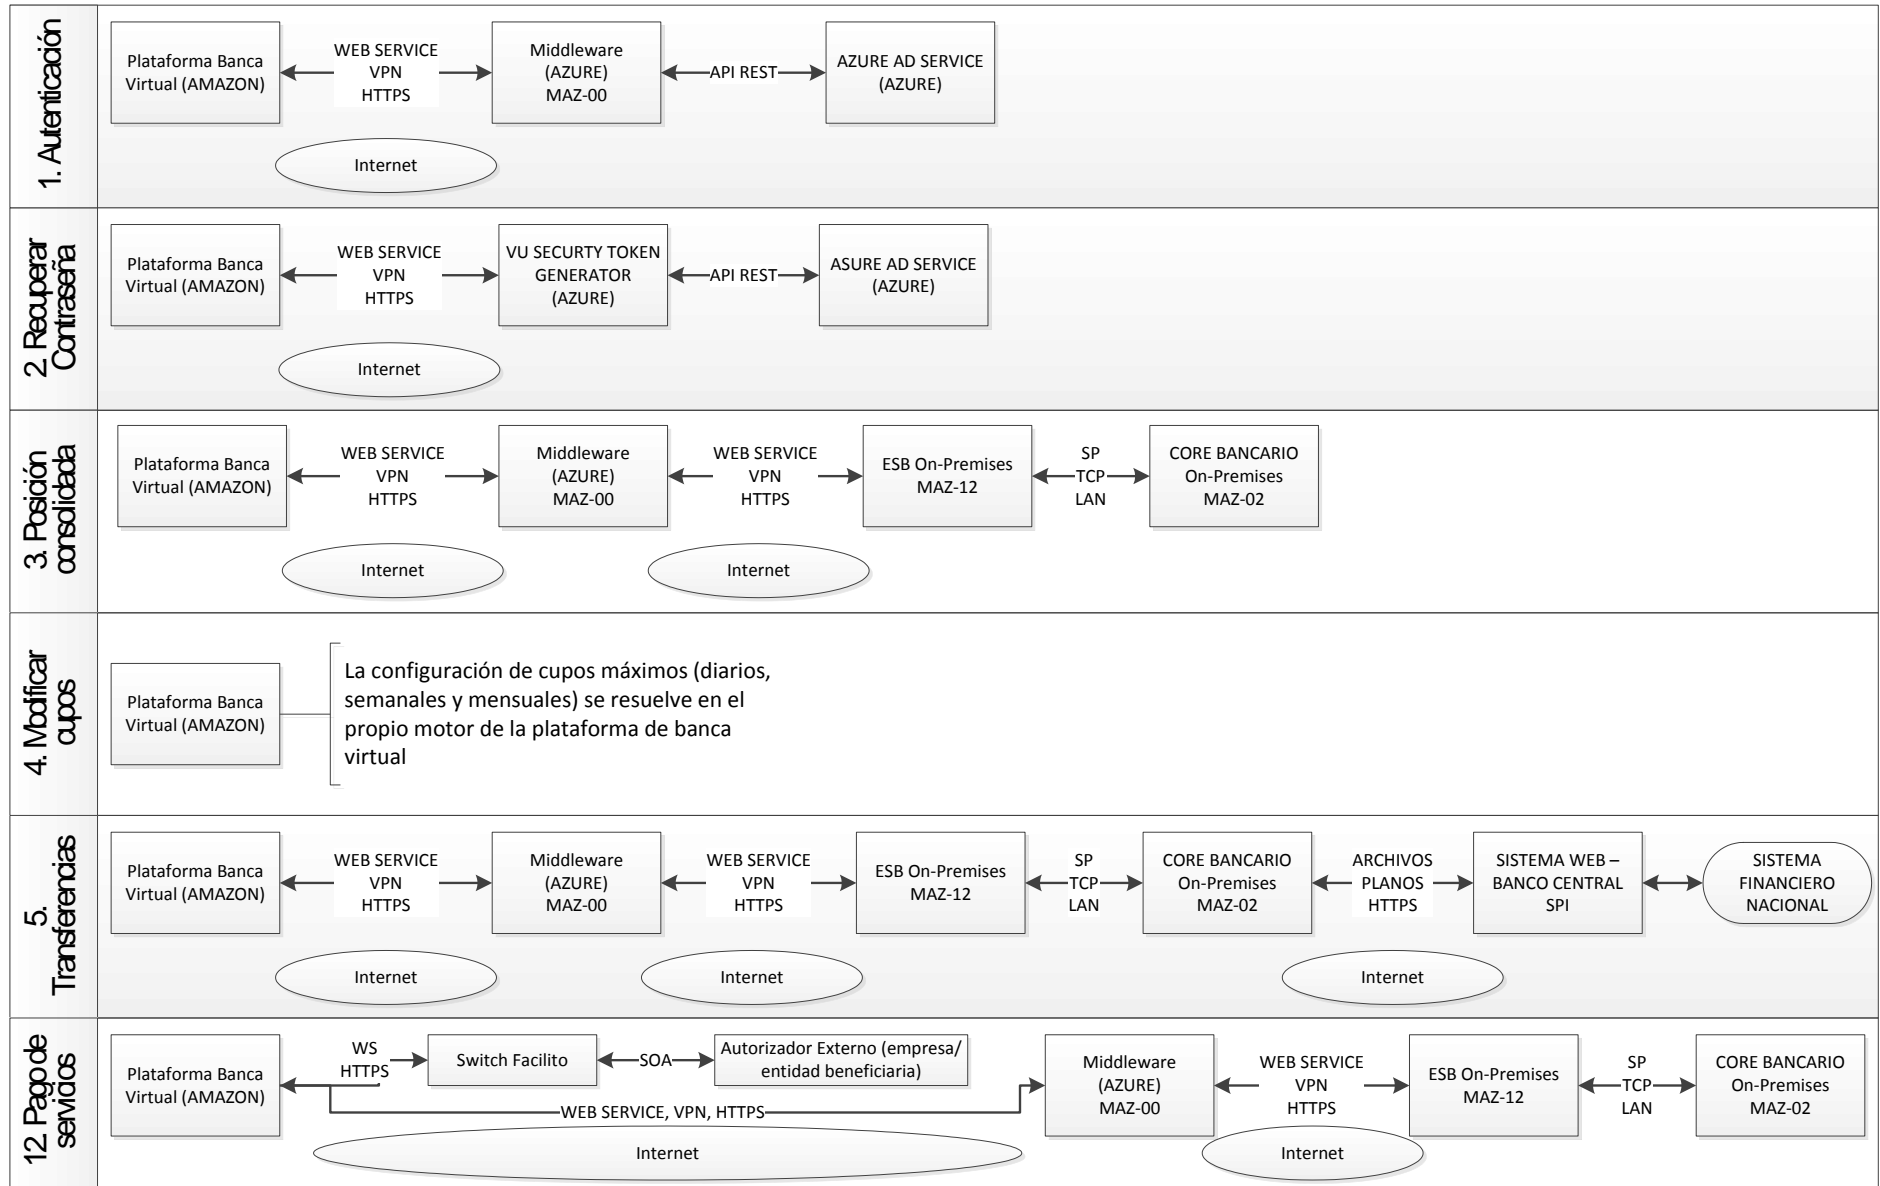 1. Autenticación
Plataforma Banca
Virtual (AMAZON)
WEB SERVICE
VPN
HTTPS
Middleware
(AZURE)
MAZ-00
API REST
AZURE AD SERVICE
(AZURE)
Internet
2. Recuperar
Contraseña
Plataforma Banca
Virtual (AMAZON)
WEB SERVICE
VPN
HTTPS
VU SECURTY TOKEN
GENERATOR
(AZURE)
API REST
ASURE AD SERVICE
(AZURE)
Internet
3. Posición
consolidada
Plataforma Banca
Virtual (AMAZON)
WEB SERVICE
VPN
HTTPS
Middleware
(AZURE)
MAZ-00
WEB SERVICE
VPN
HTTPS
ESB On-Premises
MAZ-12
SP
TCP
LAN
CORE BANCARIO
On-Premises
MAZ-02
Internet
Internet
4. Modificar
cupos
Plataforma Banca
Virtual (AMAZON)
La configuración de cupos máximos (diarios,
semanales y mensuales) se resuelve en el
propio motor de la plataforma de banca
virtual
5.
Transferencias
Plataforma Banca
Virtual (AMAZON)
WEB SERVICE
VPN
HTTPS
Middleware
(AZURE)
MAZ-00
WEB SERVICE
VPN
HTTPS
ESB On-Premises
MAZ-12
SP
TCP
LAN
CORE BANCARIO
On-Premises
MAZ-02
ARCHIVOS
PLANOS
HTTPS
SISTEMA WEB –
BANCO CENTRAL
SPI
SISTEMA
FINANCIERO
NACIONAL
Internet
Internet
Internet
12. Pago de
servicios
Plataforma Banca
Virtual (AMAZON)
WS
HTTPS
Switch Facilito
SOA
Autorizador Externo (empresa/
entidad beneficiaria)
WEB SERVICE, VPN, HTTPS
Middleware
(AZURE)
MAZ-00
WEB SERVICE
VPN
HTTPS
ESB On-Premises
MAZ-12
SP
TCP
LAN
CORE BANCARIO
On-Premises
MAZ-02
Internet
Internet